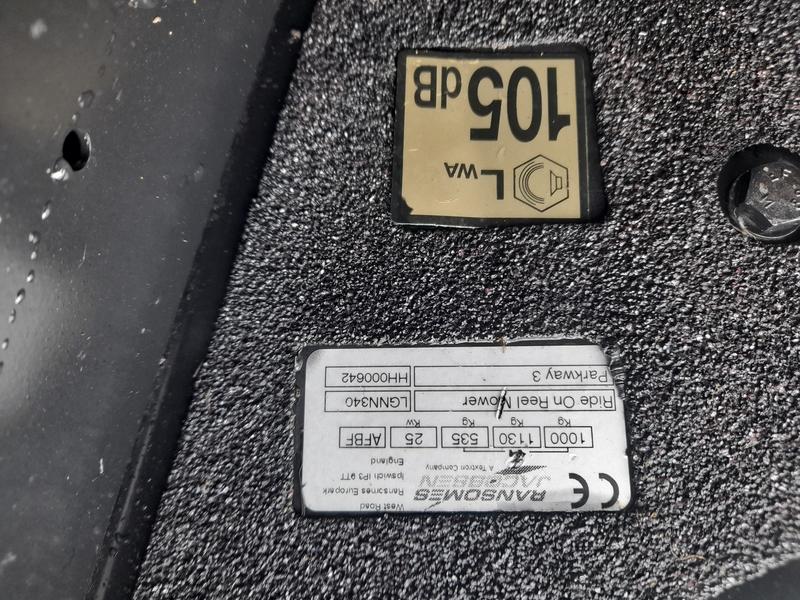 105dB
LWA
CE
RANSOMES
JACOBSEN
A Textron Company
West Road
Ransomes Europark
Ipswich IP3 9TT
England
1000 1130 535 25 AFBF
Kg Kg Kg Kw
Ride On Reel Mower LGNN340
Parkway 3 HH000642